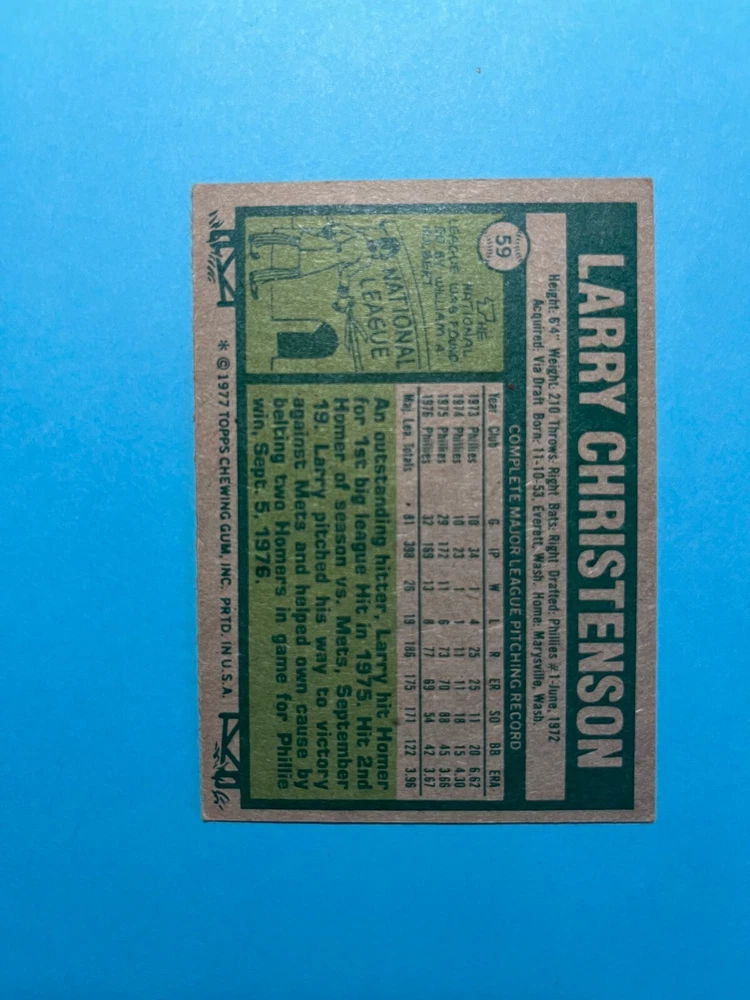 59
LARRY CHRISTENSON
Height: 6'4" Weight: 210 Throws: Right Bats: Right Drafted: Phillies #1-June, 1972
Acquired: Via Draft Born: 11-10-53, Everett, Wash. Home: Marysville, Wash.
COMPLETE MAJOR LEAGUE PITCHING RECORD
Year Club G IP W L R ER SO BB ERA
1973 Phillies 10 34 1 4 25 25 11 20 6.62
1974 Phillies 10 23 1 1 11 11 18 15 4.30
1975 Phillies 29 172 11 6 73 70 88 45 3.66
1976 Phillies 32 169 13 8 77 69 54 42 3.67
Maj. Lea. Totals 81 398 26 19 186 175 171 122 3.96
THE
NATIONAL
LEAGUE WAS FOUND-
ED BY WILLIAM A.
HULBERT
NATIONAL
LEAGUE
An outstanding hitter, Larry hit Homer
for 1st big league Hit in 1975. Hit 2nd
Homer of season vs. Mets, September
19. Larry pitched his way to victory
against Mets and helped own cause by
belting two Homers in game for Phillie
win, Sept. 5, 1976.
* © 1977 TOPPS CHEWING GUM, INC. PRTD. IN U.S.A.